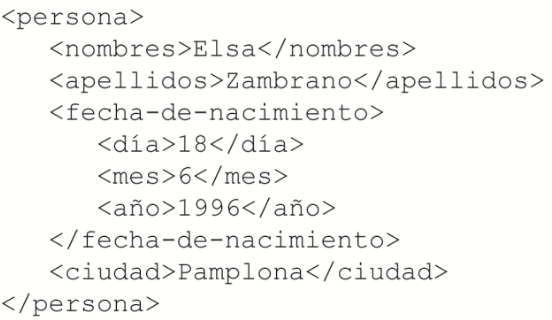 <persona>
<nombres>Elsa</nombres>
<apellidos>Zambrano</apellidos>
<fecha-de-nacimiento>
<día>18</día>
<mes>6</mes>
<año>1996</año>
</fecha-de-nacimiento>
<ciudad>Pamplona</ciudad>
</persona>